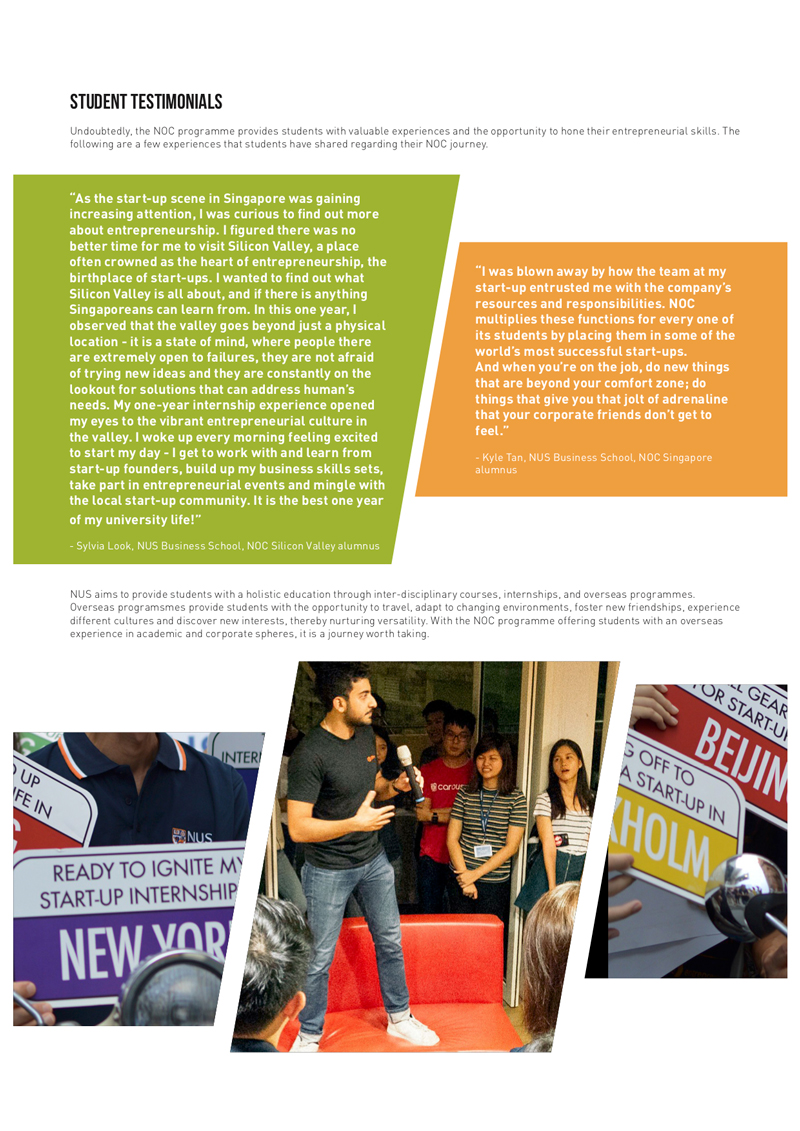 STUDENT TESTIMONIALS
Undoubtedly, the NOC programme provides students with valuable experiences and the opportunity to hone their entrepreneurial skills. The
following are a few experiences that students have shared regarding their NOC journey.
“As the start-up scene in Singapore was gaining
increasing attention, I was curious to find out more
about entrepreneurship. I figured there was no
better time for me to visit Silicon Valley, a place
often crowned as the heart of entrepreneurship, the
birthplace of start-ups. I wanted to find out what
Silicon Valley is all about, and if there is anything
Singaporeans can learn from. In this one year, I
observed that the valley goes beyond just a physical
location - it is a state of mind, where people there
are extremely open to failures, they are not afraid
of trying new ideas and they are constantly on the
lookout for solutions that can address human’s
needs. My one-year internship experience opened
my eyes to the vibrant entrepreneurial culture in
the valley. I woke up every morning feeling excited
to start my day - I get to work with and learn from
start-up founders, build up my business skills sets,
take part in entrepreneurial events and mingle with
the local start-up community. It is the best one year
of my university life!”
- Sylvia Look, NUS Business School, NOC Silicon Valley alumnus
“I was blown away by how the team at my
start-up entrusted me with the company’s
resources and responsibilities. NOC
multiplies these functions for every one of
its students by placing them in some of the
world’s most successful start-ups.
And when you’re on the job, do new things
that are beyond your comfort zone; do
things that give you that jolt of adrenaline
that your corporate friends don’t get to
feel.”
- Kyle Tan, NUS Business School, NOC Singapore
alumnus
NUS aims to provide students with a holistic education through inter-disciplinary courses, internships, and overseas programmes.
Overseas programsmes provide students with the opportunity to travel, adapt to changing environments, foster new friendships, experience
different cultures and discover new interests, thereby nurturing versatility. With the NOC programme offering students with an overseas
experience in academic and corporate spheres, it is a journey worth taking.
UP
FE IN
INTER
NUS
READY TO IGNITE MY
START-UP INTERNSHIP
NEW YOR
carous
L GEAR
OR START-U
BEIJIN
G OFF TO
A START-UP IN
KHOLM